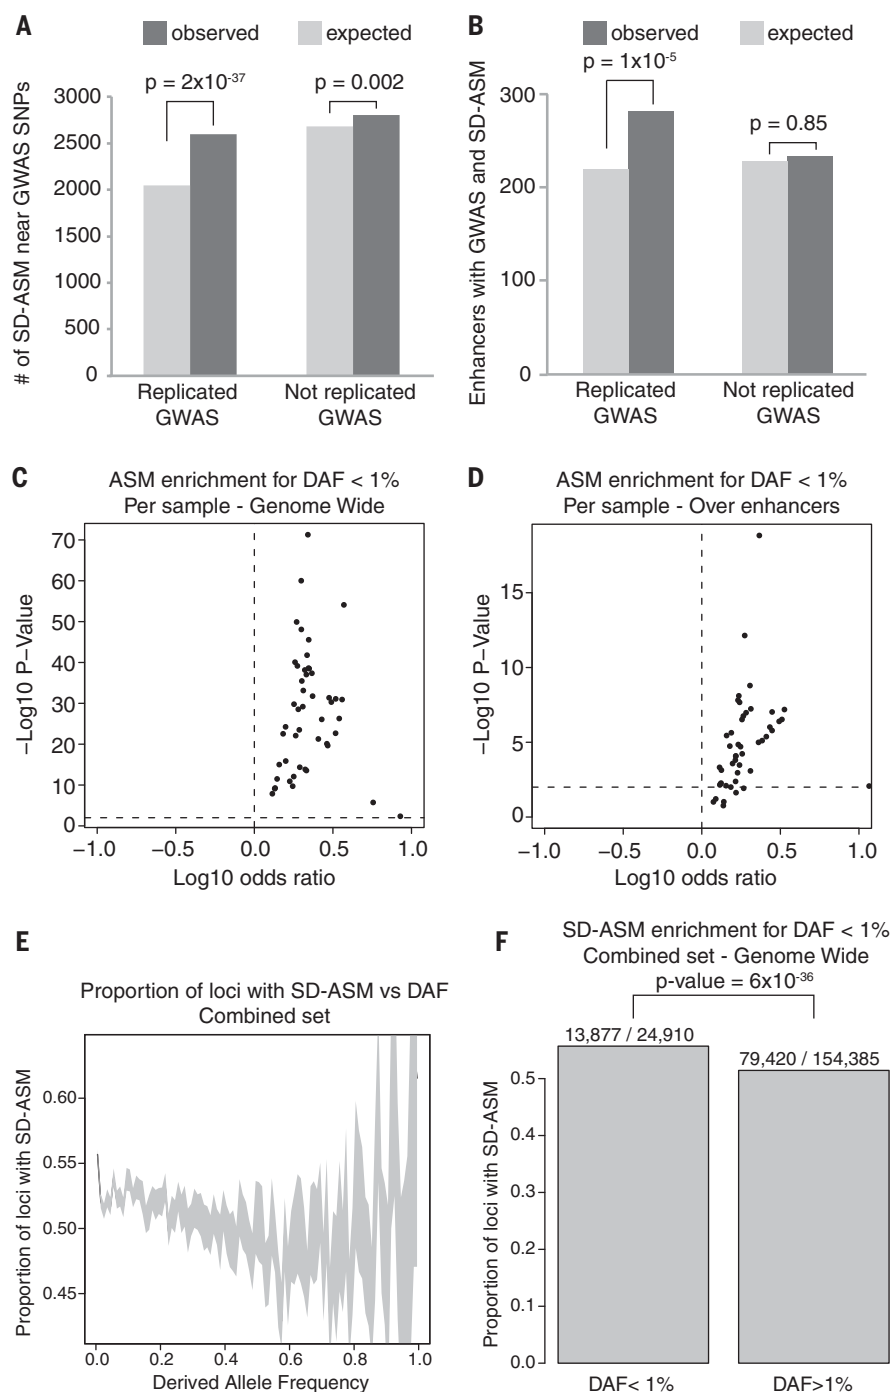 A
observed
expected
p = 2x10-37
p = 0.002
# of SD-ASM near GWAS SNPs
3000
2500
2000
1500
1000
500
0
Replicated
GWAS
Not replicated
GWAS
B
observed
expected
p = 1x10-5
p = 0.85
Enhancers with GWAS and SD-ASM
300
200
100
0
Replicated
GWAS
Not replicated
GWAS
C
ASM enrichment for DAF < 1%
Per sample - Genome Wide
−Log10 P−Value
70
60
50
40
30
20
10
0
−1.0 −0.5 0.0 0.5 1.0
Log10 odds ratio
D
ASM enrichment for DAF < 1%
Per sample - Over enhancers
−Log10 P−Value
15
10
5
0
−1.0 −0.5 0.0 0.5 1.0
Log10 odds ratio
E
Proportion of loci with SD-ASM vs DAF
Combined set
Proportion of loci with SD-ASM
0.60
0.55
0.50
0.45
0.0 0.2 0.4 0.6 0.8 1.0
Derived Allele Frequency
F
SD-ASM enrichment for DAF < 1%
Combined set - Genome Wide
p-value = 6x10-36
13,877 / 24,910
79,420 / 154,385
Proportion of loci with SD-ASM
0.5
0.4
0.3
0.2
0.1
0.0
DAF< 1%
DAF>1%